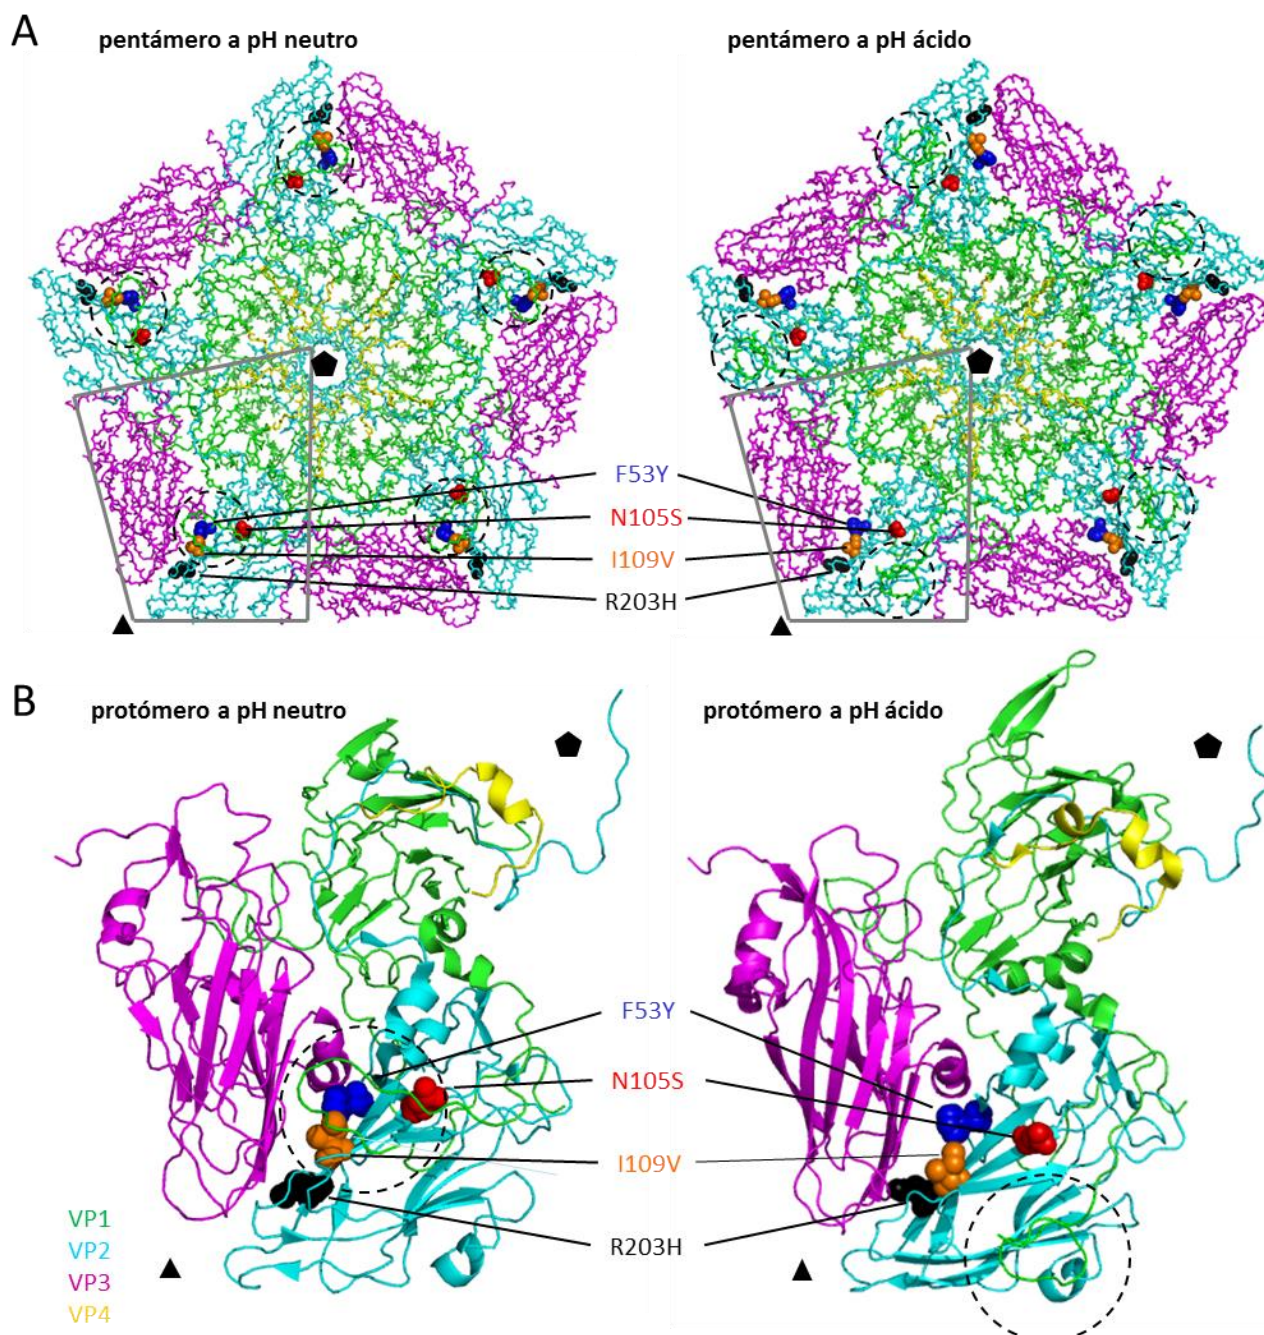 A
pentámero a pH neutro
pentámero a pH ácido
F53Y
N105S
I109V
R203H
B
protómero a pH neutro
protómero a pH ácido
F53Y
N105S
I109V
R203H
VP1
VP2
VP3
VP4